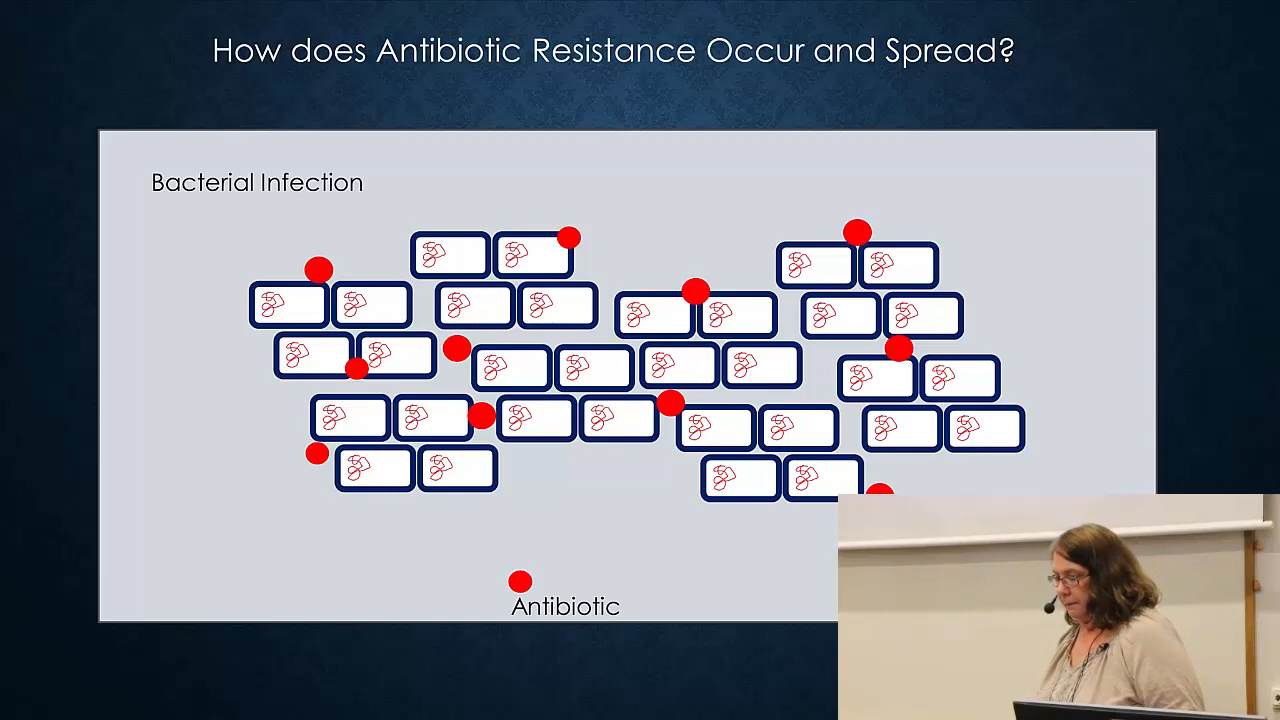 How does Antibiotic Resistance Occur and Spread?
Bacterial Infection
Antibiotic